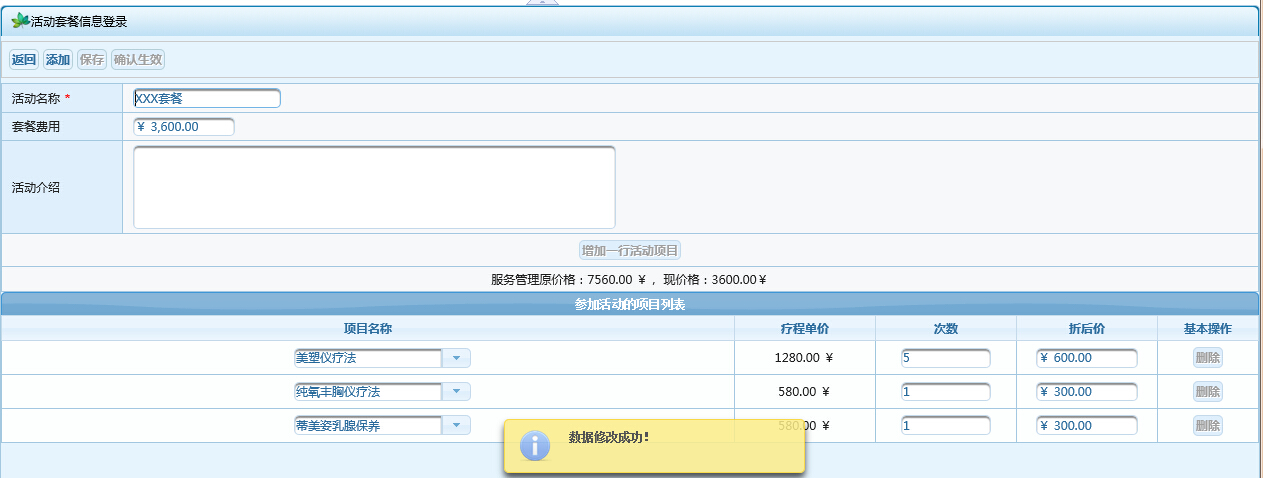 活动套餐信息登录
返回 添加 保存 确认生效
活动名称 * XXX套餐
套餐费用 ¥ 3,600.00
活动介绍
增加一行活动项目
服务管理原价格：7560.00 ¥ ，现价格：3600.00 ¥
参加活动的项目列表
项目名称 疗程单价 次数 折后价 基本操作
美塑仪疗法 1280.00 ¥ 5 ¥ 600.00 删除
纯氧丰胸仪疗法 580.00 ¥ 1 ¥ 300.00 删除
蒂美姿乳腺保养 580.00 ¥ 1 ¥ 300.00 删除
数据修改成功！